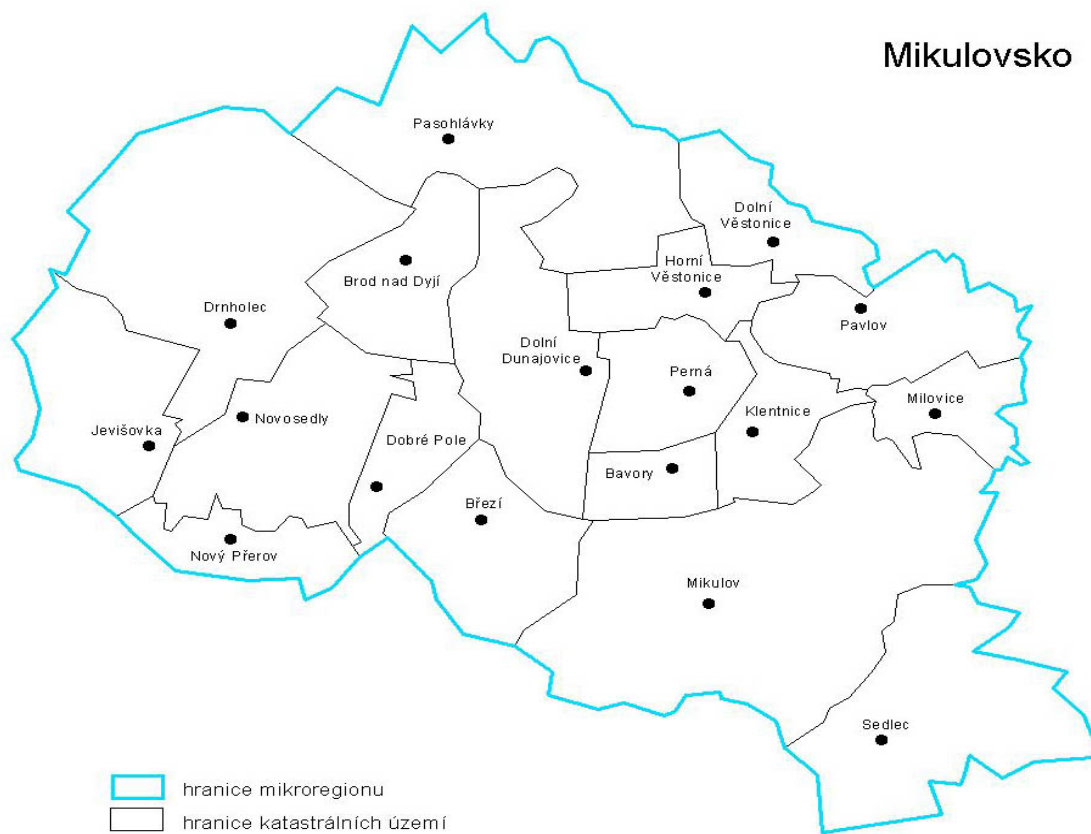 Mikulovsko
Pasohlávky
Dolní
Věstonice
Brod nad Dyjí
Horní
Věstonice
Drnholec
Pavlov
Dolní
Dunajovice
Perná
Milovice
Novosedly
Klentnice
Jevišovka
Dobré Pole
Bavory
Březí
Nový Přerov
Mikulov
Sedlec
hranice mikroregionu
hranice katastrálních území